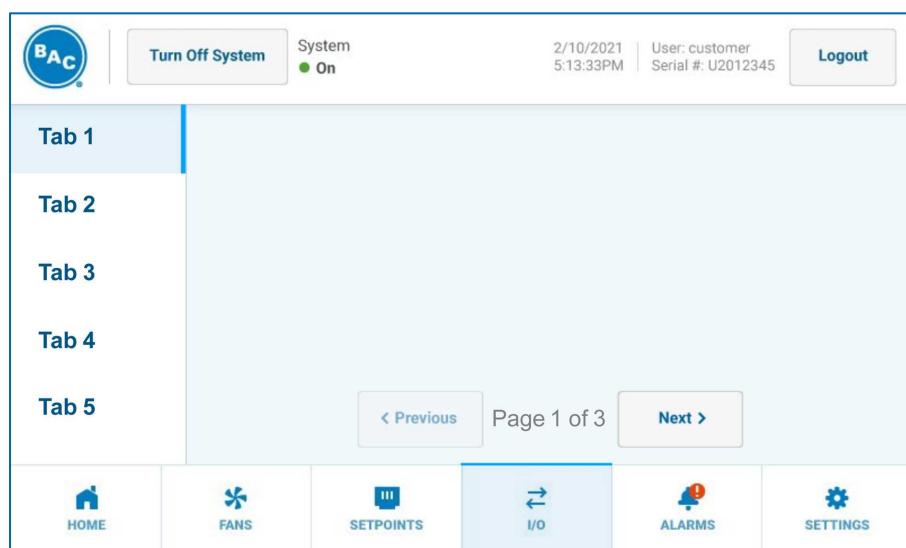 BAC
®
Turn Off System
System
On
2/10/2021
5:13:33PM
User: customer
Serial #: U2012345
Logout
Tab 1
Tab 2
Tab 3
Tab 4
Tab 5
< Previous
Page 1 of 3
Next >
HOME
FANS
SETPOINTS
I/O
ALARMS
SETTINGS